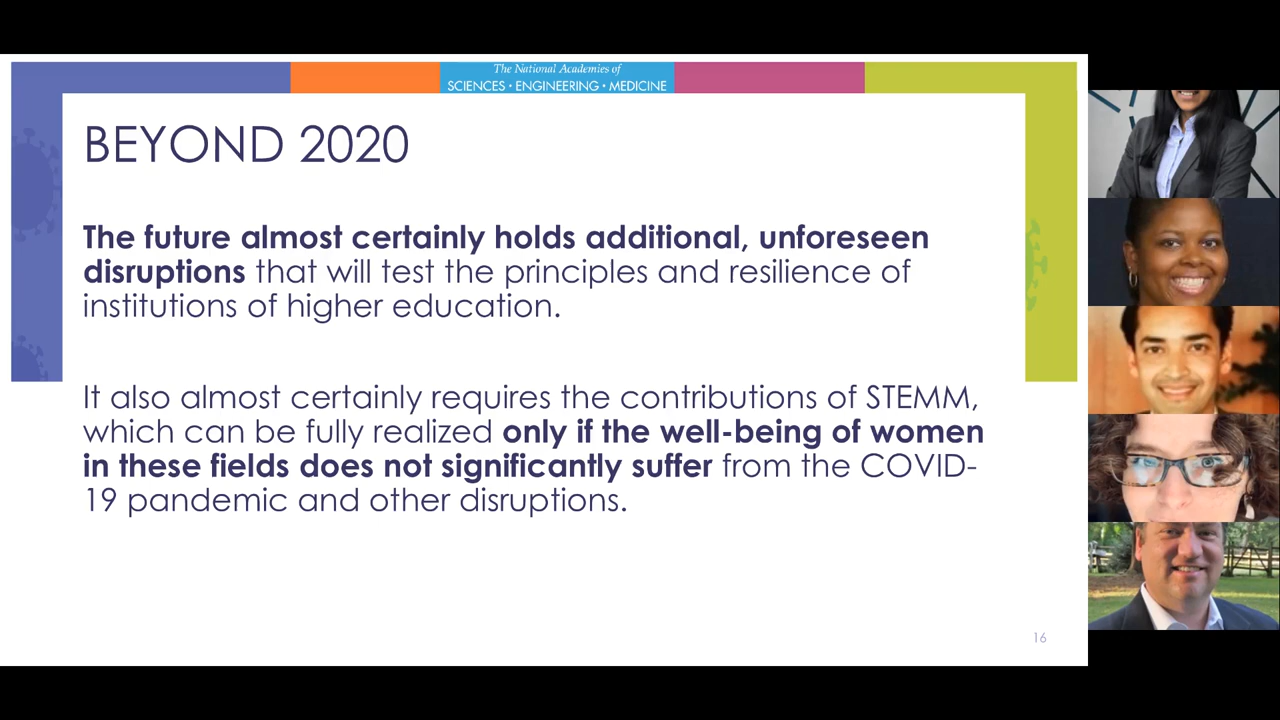 The National Academies of
SCIENCES • ENGINEERING • MEDICINE
BEYOND 2020
The future almost certainly holds additional, unforeseen
disruptions that will test the principles and resilience of
institutions of higher education.
It also almost certainly requires the contributions of STEMM,
which can be fully realized only if the well-being of women
in these fields does not significantly suffer from the COVID-
19 pandemic and other disruptions.
16